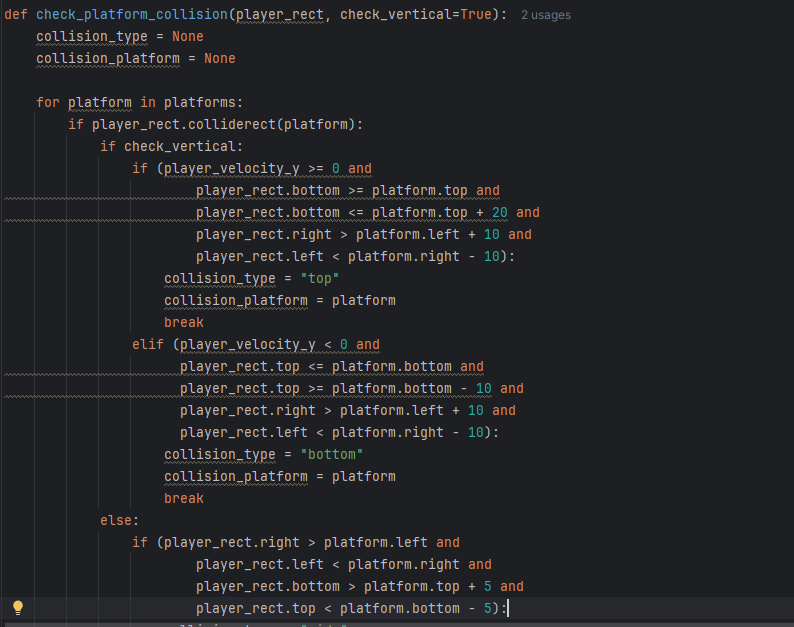 def check_platform_collision(player_rect, check_vertical=True): 2 usages
    collision_type = None
    collision_platform = None

    for platform in platforms:
        if player_rect.colliderect(platform):
            if check_vertical:
                if (player_velocity_y >= 0 and
                        player_rect.bottom >= platform.top and
                        player_rect.bottom <= platform.top + 20 and
                        player_rect.right > platform.left + 10 and
                        player_rect.left < platform.right - 10):
                    collision_type = "top"
                    collision_platform = platform
                    break
                elif (player_velocity_y < 0 and
                      player_rect.top <= platform.bottom and
                      player_rect.top >= platform.bottom - 10 and
                      player_rect.right > platform.left + 10 and
                      player_rect.left < platform.right - 10):
                    collision_type = "bottom"
                    collision_platform = platform
                    break
            else:
                if (player_rect.right > platform.left and
                        player_rect.left < platform.right and
                        player_rect.bottom > platform.top + 5 and
                        player_rect.top < platform.bottom - 5):